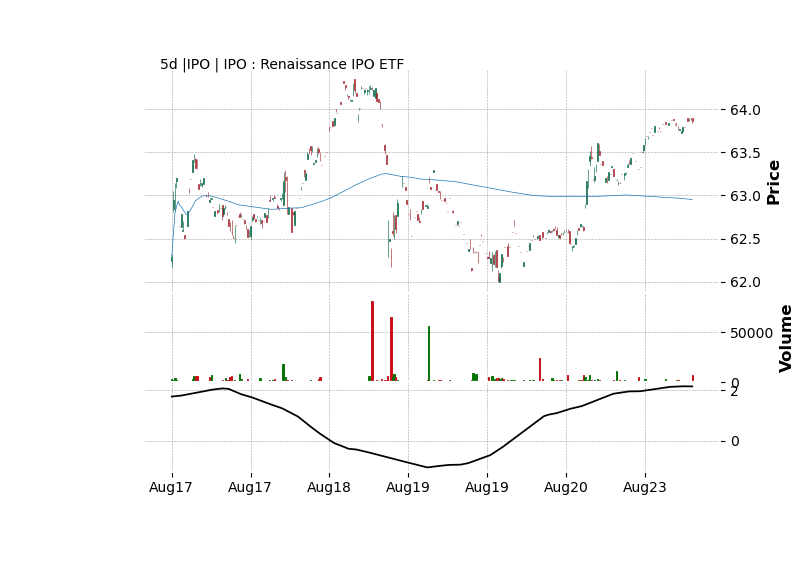 5d |IPO | IPO : Renaissance IPO ETF
64.0
63.5
63.0
62.5
62.0
Price
50000
0
Volume
2
0
Aug17 Aug17 Aug18 Aug19 Aug19 Aug20 Aug23